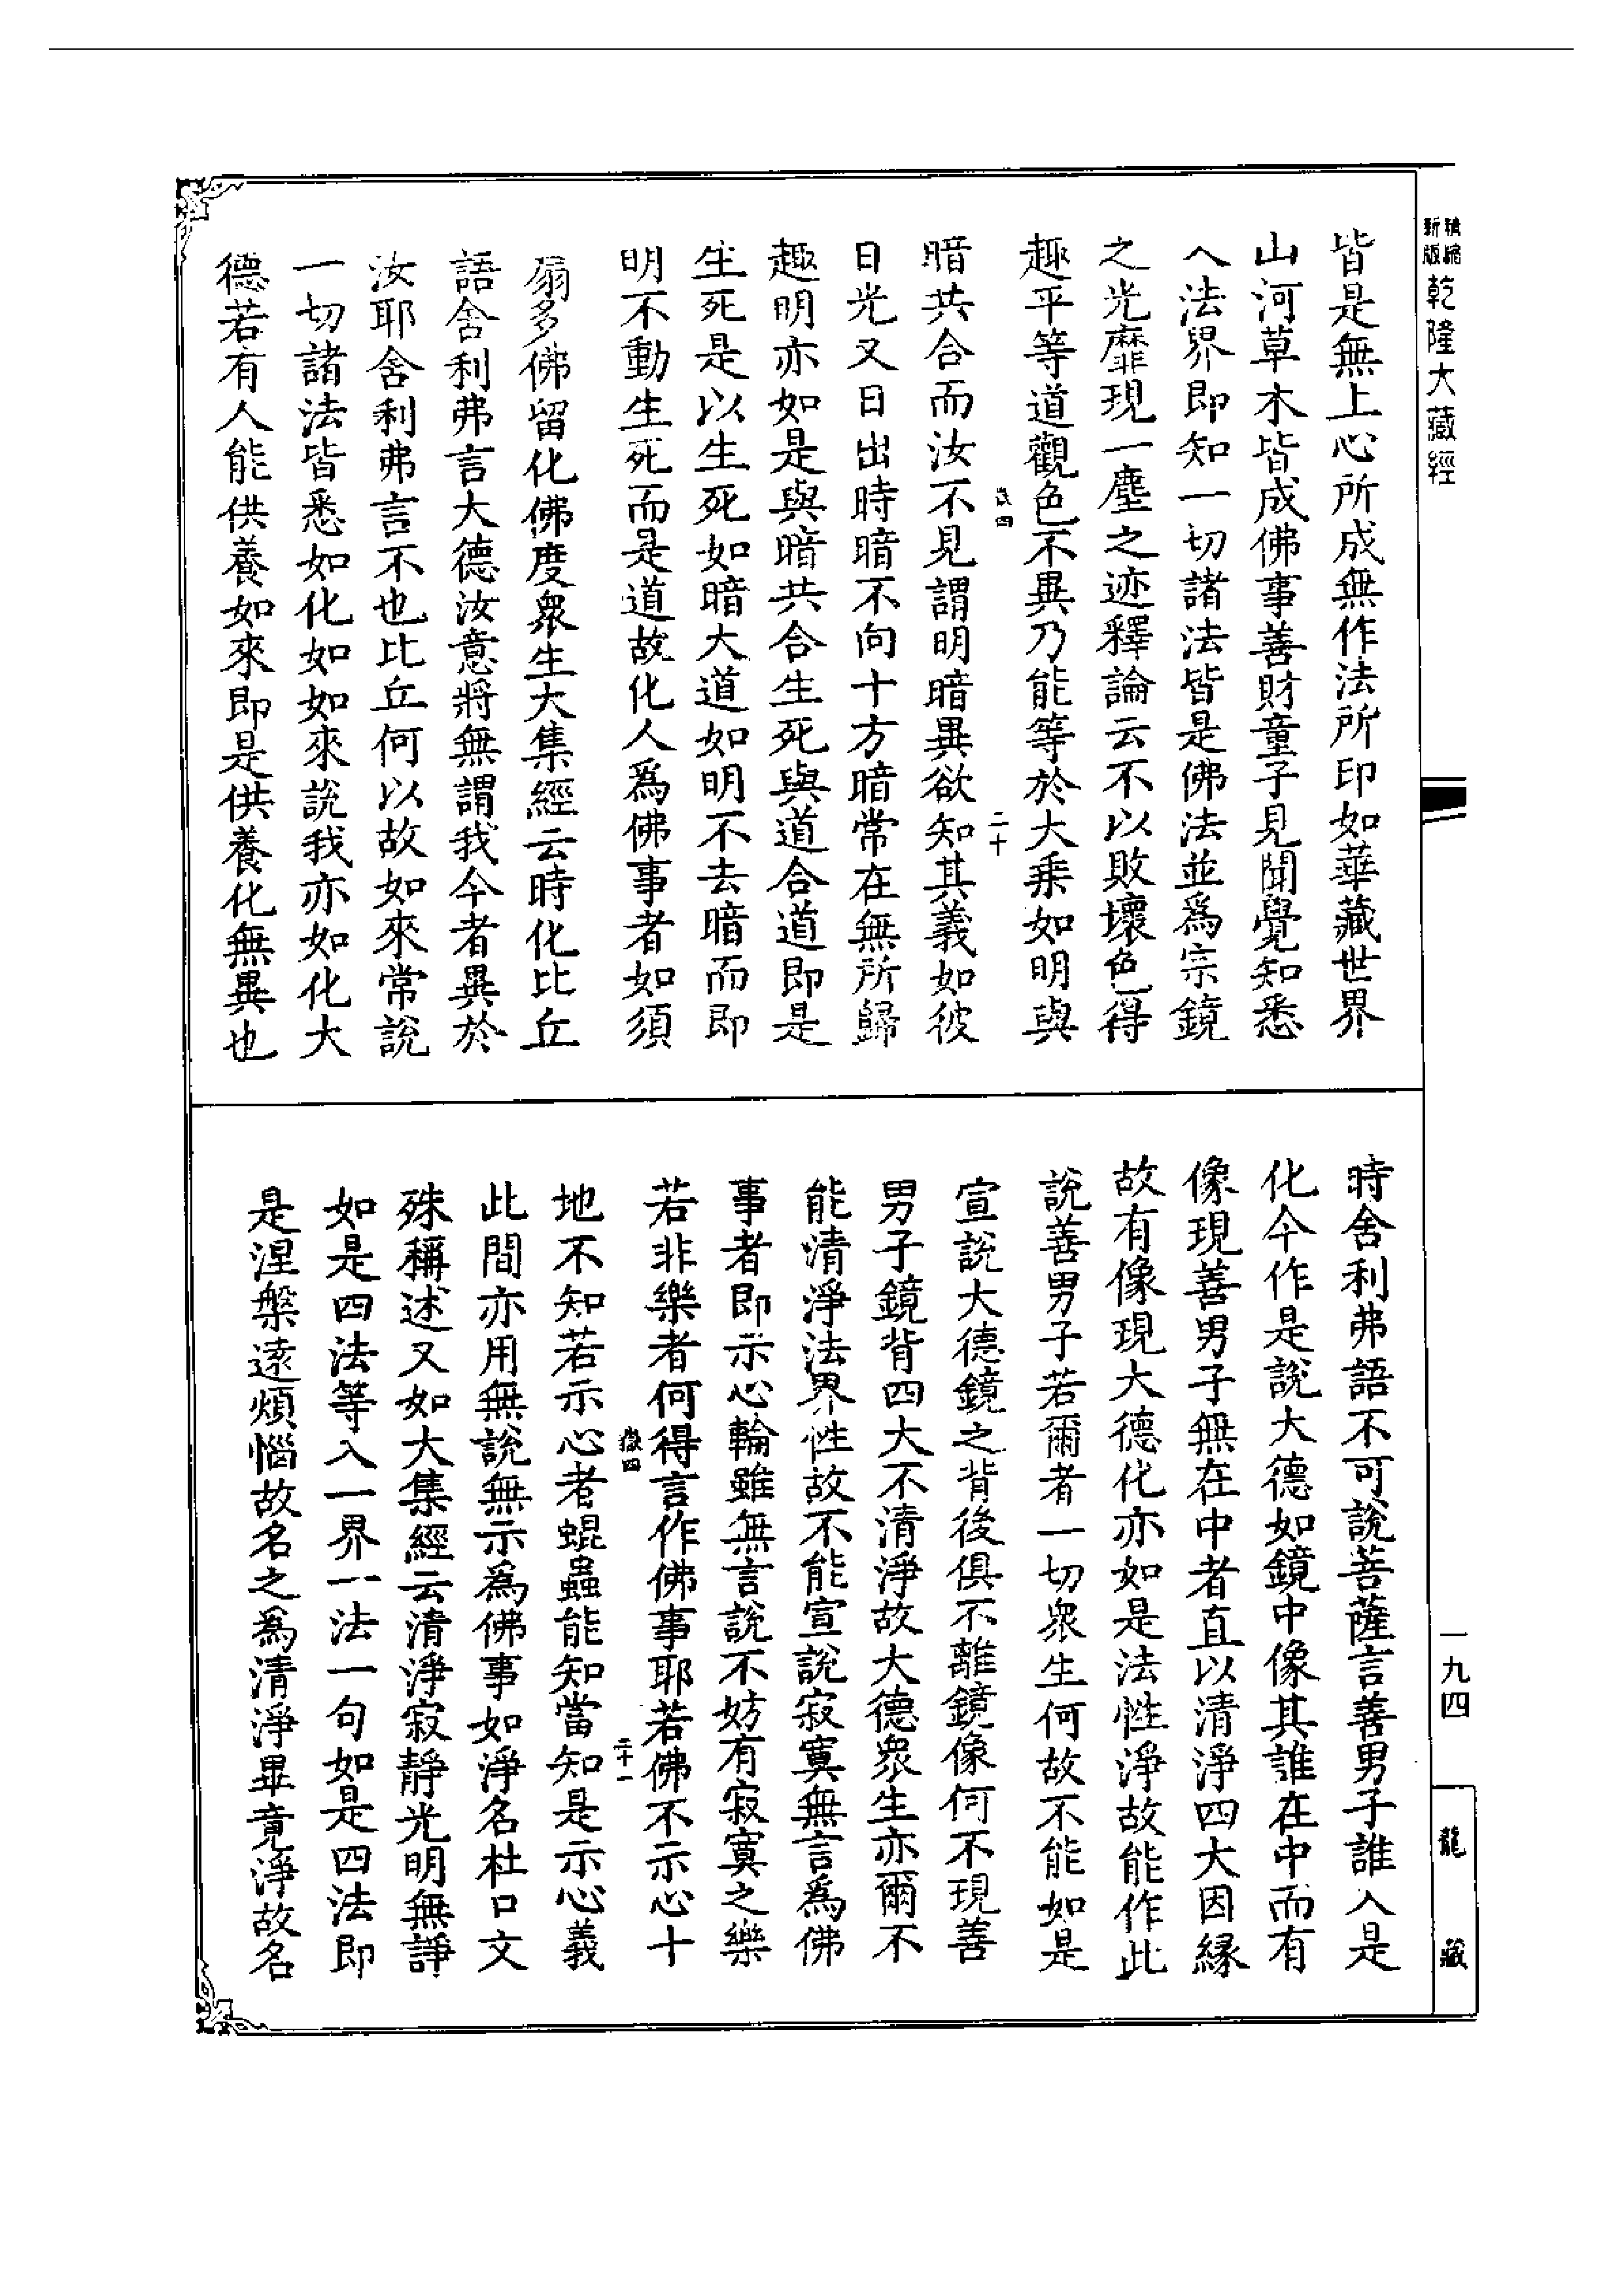 精縮
新版
乾隆大藏經
皆是無上心所成無作法所印如華藏世界
山河草木皆成佛事善財童子見聞覺知悉
入法界即知一切諸法皆是佛法並爲宗鏡
之光靡現一塵之迹釋論云不以敗壞色得
趣平等道觀色不異乃能等於大乘如明與
嶽四
二十
暗共合而汝不見謂明暗異欲知其義如彼
日光又日出時暗不向十方暗常在無所歸
趣明亦如是與暗共合生死與道合道即是
生死是以生死如暗大道如明不去暗而即
明不動生死而是道故化人爲佛事者如須
扇多佛留化佛度衆生大集經云時化比丘
語舍利弗言大德汝意將無謂我今者異於
汝耶舍利弗言不也比丘何以故如來常說
一切諸法皆悉如化如如來說我亦如化大
德若有人能供養如來即是供養化無異也
時舍利弗語不可說菩薩言善男子誰入是
化今作是說大德如鏡中像其誰在中而有
像現善男子無在中者直以清淨四大因緣
故有像現大德化亦如是法性淨故能作此
說善男子若爾者一切衆生何故不能如是
宣說大德鏡之背後俱不離鏡像何不現善
男子鏡背四大不清淨故大德衆生亦爾不
能清淨法界性故不能宣說寂寞無言爲佛
事者即示心輪雖無言說不妨有寂寞之樂
若非樂者何得言作佛事耶若佛不示心十
嶽四
二十一
地不知若示心者蜫蟲能知當知是示心義
此間亦用無說無示爲佛事如淨名杜口文
殊稱述又如大集經云清淨寂靜光明無諍
如是四法等入一界一法一句如是四法即
是涅槃遠煩惱故名之爲清淨畢竟淨故名
一九四
龍藏